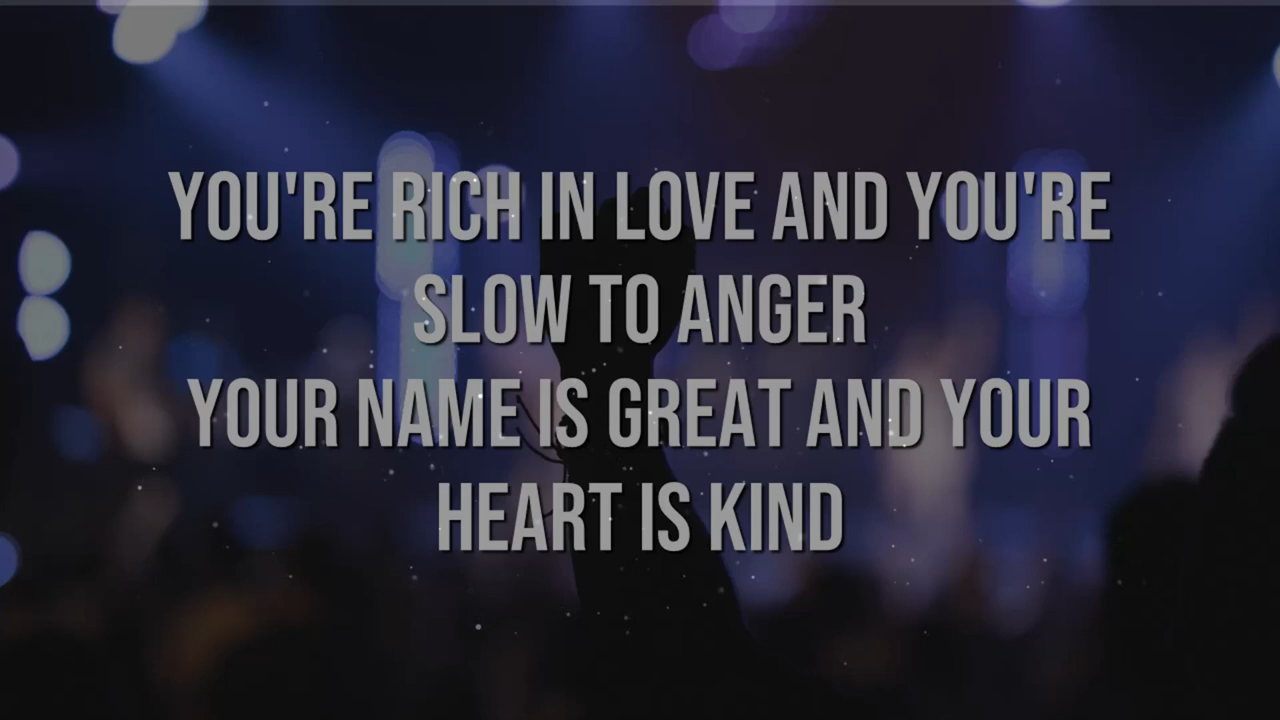 YOU'RE RICH IN LOVE AND YOU'RE
SLOW TO ANGER
YOUR NAME IS GREAT AND YOUR
HEART IS KIND